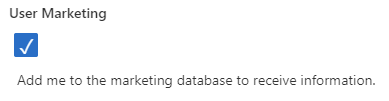 User Marketing
Add me to the marketing database to receive information.